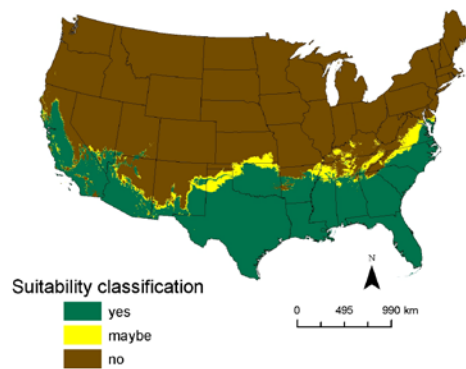 N
Suitability classification
yes
maybe
no
0 495 990 km